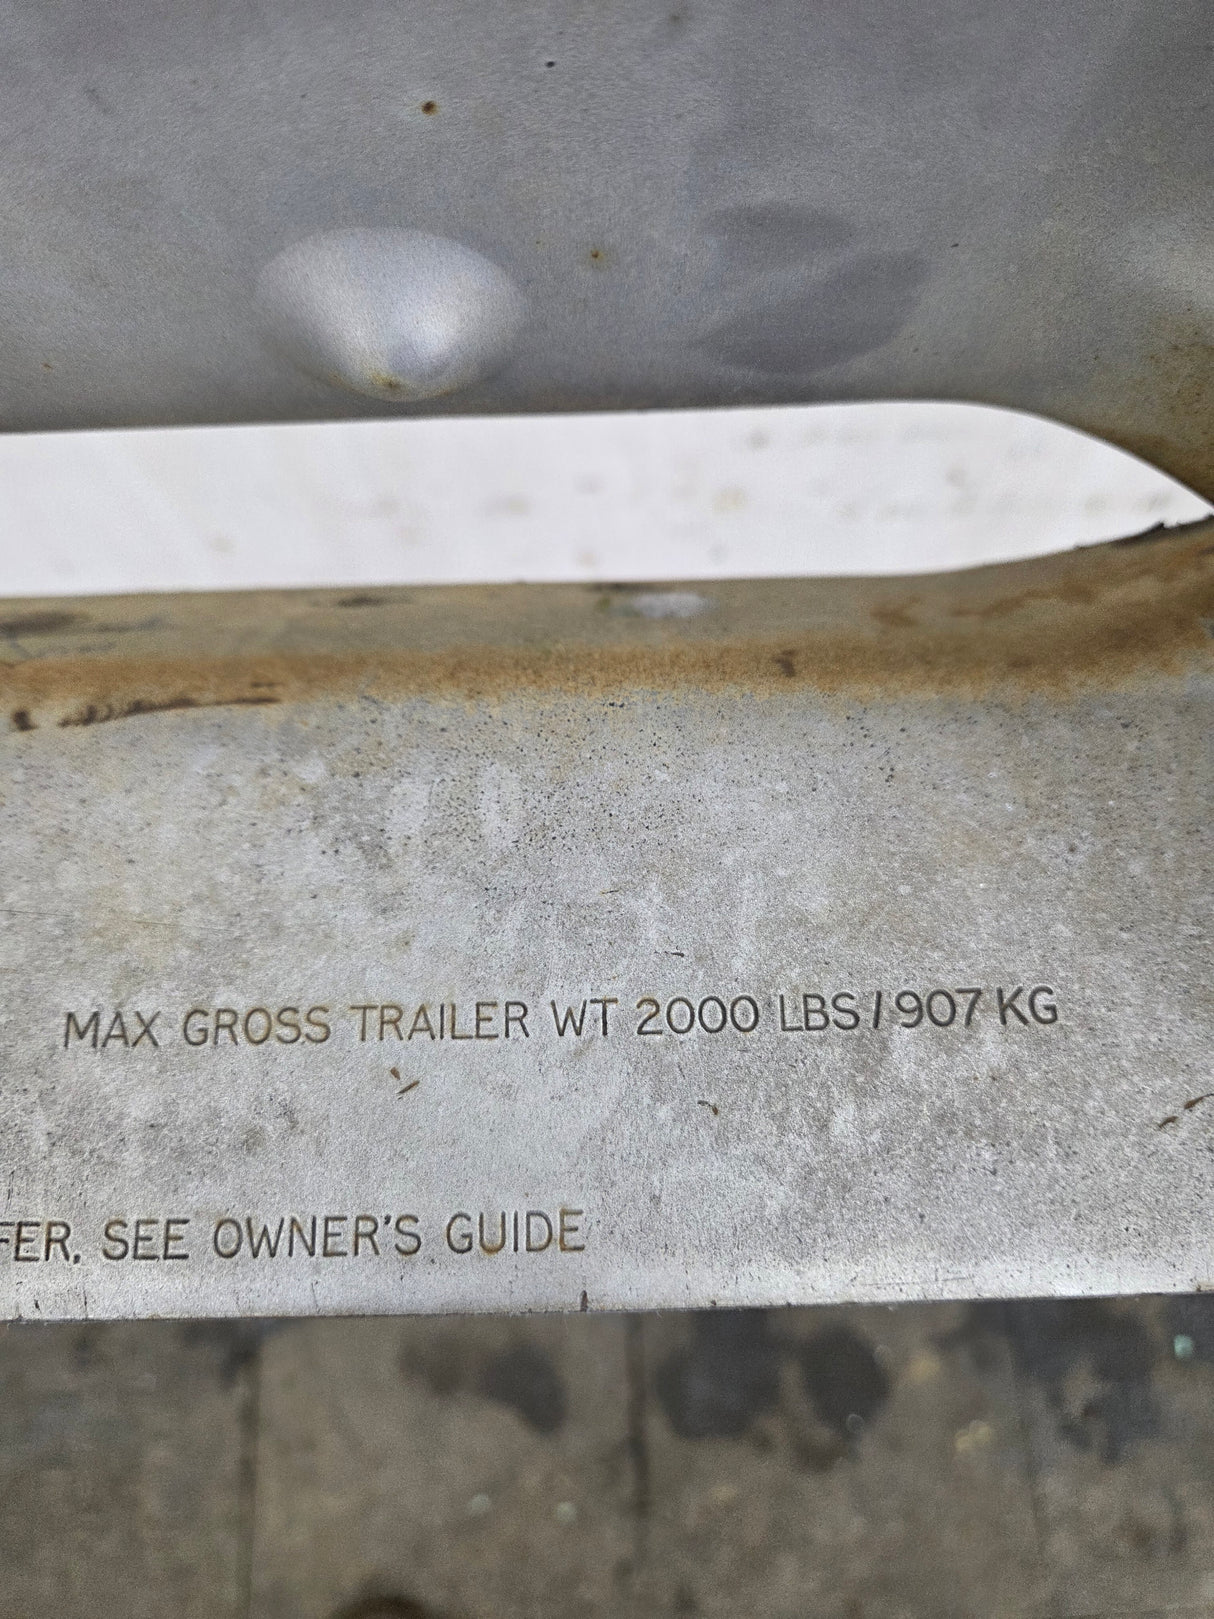 MAX GROSS TRAILER WT 2000 LBS/907 KG
FER, SEE OWNER'S GUIDE